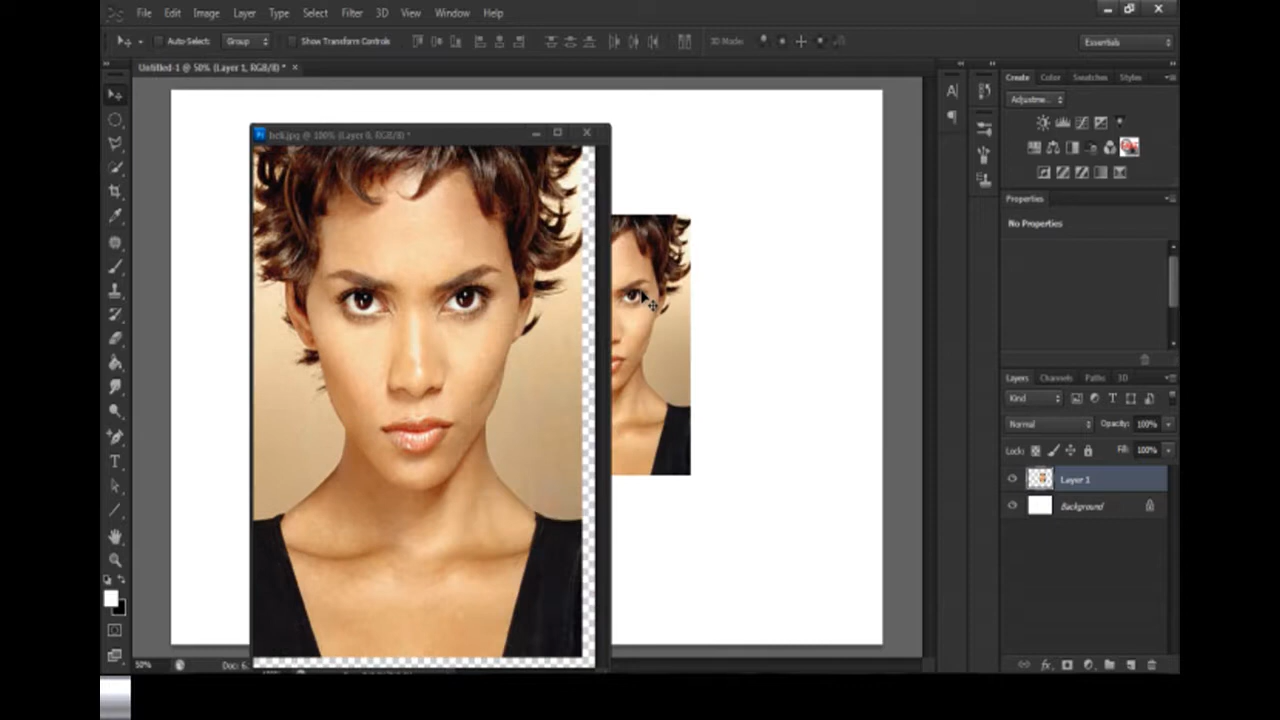 File Edit Image Layer Type Select Filter 3D View Window Help
Auto-Select: Group Show Transform Controls 3D Mode: Essentials
Untitled-1 @ 50% (Layer 1, RGB/8) *
@ 100% (Layer 0, RGB/8) *
Create Color Swatches Styles
Adjustme...
Properties
No Properties
Layers Channels Paths 3D
Kind
Normal Opacity: 100%
Lock: Fill: 100%
Layer 1
Background
50% Doc: 6.